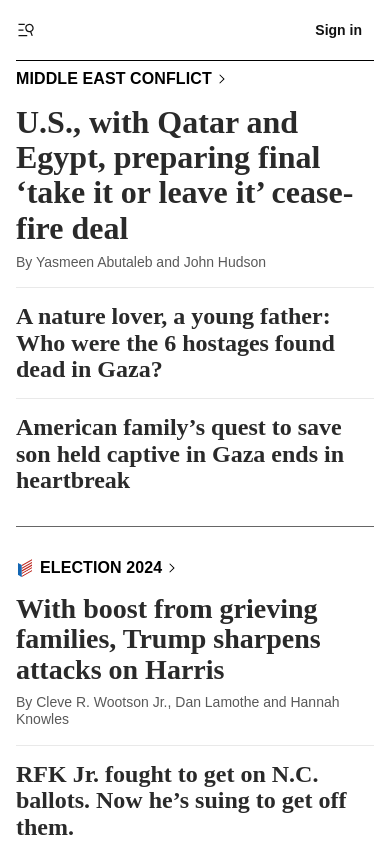 Sign in
MIDDLE EAST CONFLICT
U.S., with Qatar and
Egypt, preparing final
‘take it or leave it’ cease-
fire deal
By Yasmeen Abutaleb and John Hudson
A nature lover, a young father:
Who were the 6 hostages found
dead in Gaza?
American family’s quest to save
son held captive in Gaza ends in
heartbreak
ELECTION 2024
With boost from grieving
families, Trump sharpens
attacks on Harris
By Cleve R. Wootson Jr., Dan Lamothe and Hannah
Knowles
RFK Jr. fought to get on N.C.
ballots. Now he’s suing to get off
them.